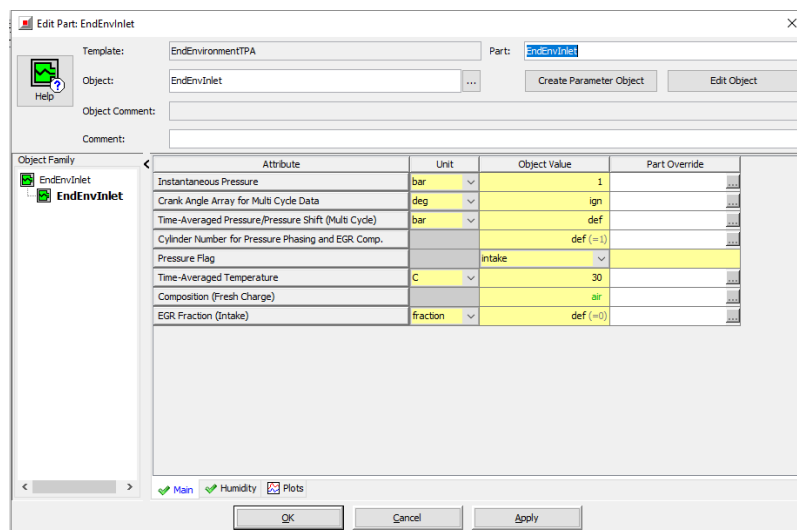 Edit Part: EndEnvInlet
Template: EndEnvironmentTPA Part: EndEnvInlet
Help
Object: EndEnvInlet ... Create Parameter Object Edit Object
Object Comment:
Comment:
Object Family
EndEnvInlet
EndEnvInlet
Attribute Unit Object Value Part Override
Instantaneous Pressure bar 1 ...
Crank Angle Array for Multi Cycle Data deg ign ...
Time-Averaged Pressure/Pressure Shift (Multi Cycle) bar def ...
Cylinder Number for Pressure Phasing and EGR Comp. def (=1) ...
Pressure Flag intake
Time-Averaged Temperature C 30 ...
Composition (Fresh Charge) air ...
EGR Fraction (Intake) fraction def (=0) ...
Main Humidity Plots
OK Cancel Apply